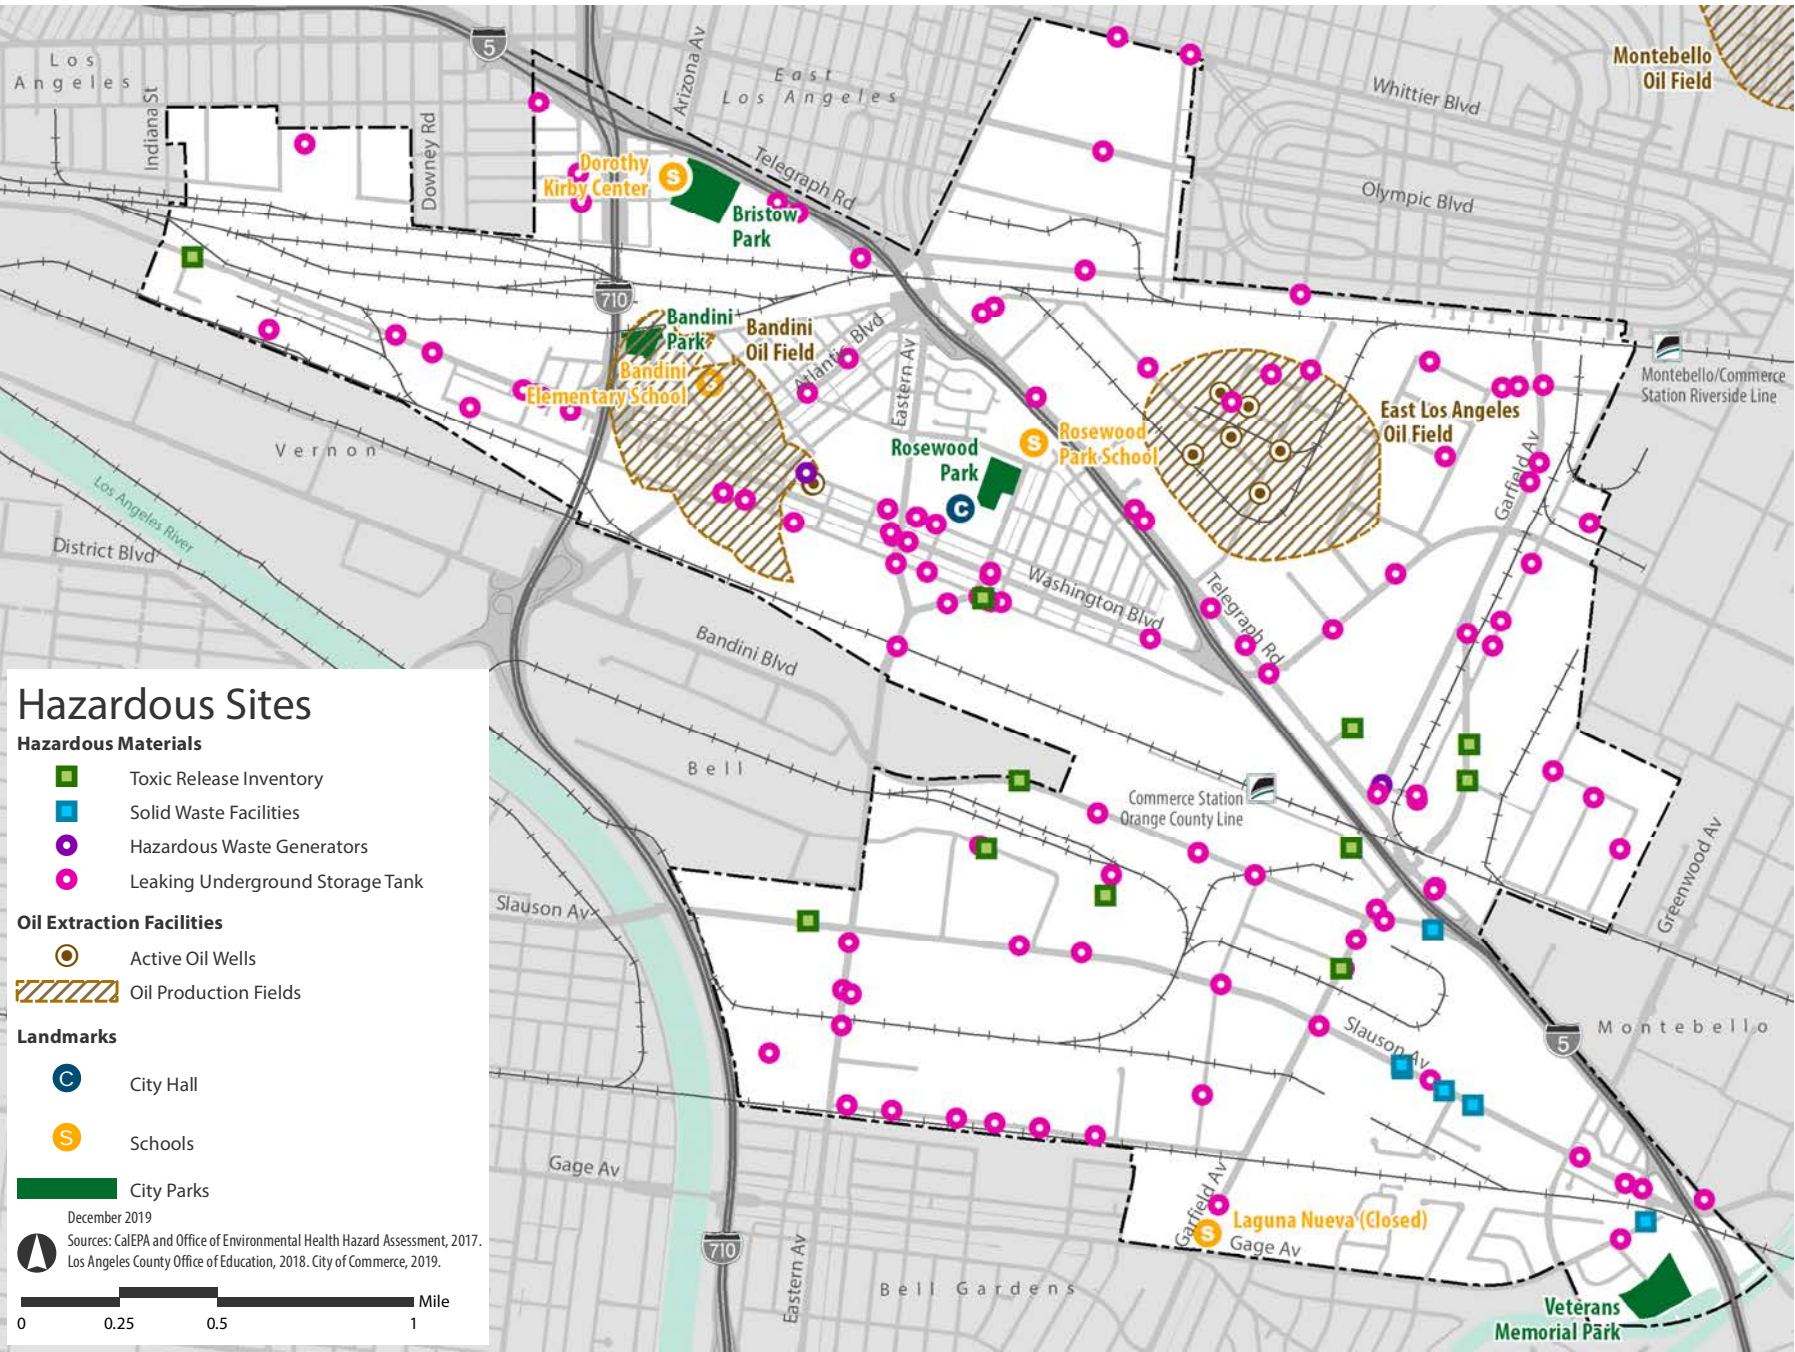 Los
Angeles
Indiana St
Downey Rd
5
Arizona Av
East
Los Angeles
Telegraph Rd
Whittier Blvd
Olympic Blvd
Montebello
Oil Field
Dorothy
Kirby Center
S
Bristow
Park
710
Bandini
Park
Bandini
Oil Field
Atlantic Blvd
Bandini
Elementary School
S
Eastern Av
Montebello/Commerce
Station Riverside Line
East Los Angeles
Oil Field
Rosewood
Park School
S
Rosewood
Park
C
Garfield Av
Vernon
Los Angeles River
District Blvd
Washington Blvd
Telegraph Rd
Bandini Blvd
Bell
Commerce Station
Orange County Line
Greenwood Av
Slauson Av
Slauson Av
5
Montebello
Gage Av
710
Eastern Av
Garfield Av
S
Laguna Nueva (Closed)
Gage Av
Bell Gardens
Veterans
Memorial Park
Hazardous Sites
Hazardous Materials
Toxic Release Inventory
Solid Waste Facilities
Hazardous Waste Generators
Leaking Underground Storage Tank
Oil Extraction Facilities
Active Oil Wells
Oil Production Fields
Landmarks
C
City Hall
S
Schools
City Parks
December 2019
Sources: CalEPA and Office of Environmental Health Hazard Assessment, 2017.
Los Angeles County Office of Education, 2018. City of Commerce, 2019.
Mile
0 0.25 0.5 1